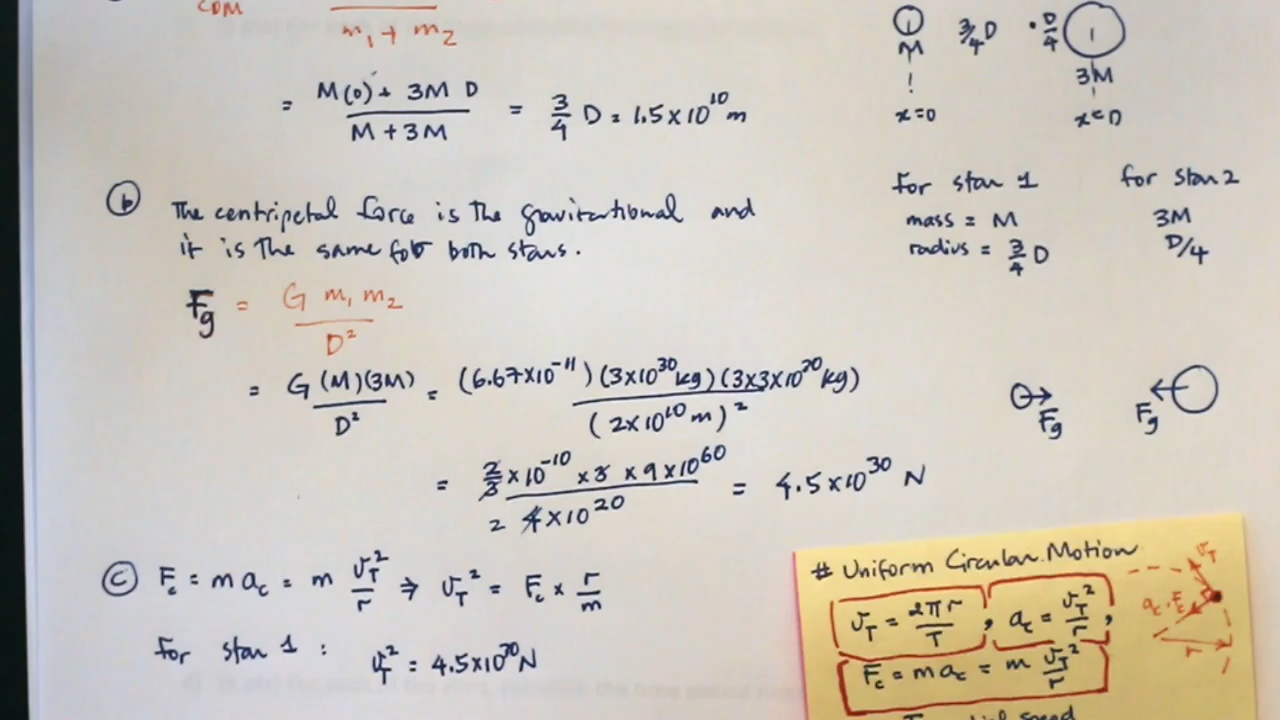 COM
m₁ + m₂
= M(0) + 3M D / M + 3M = 3/4 D = 1.5×10¹⁰ m
1 3/4 D · D/4 1
M 3M
x=0 x=D
for star 1 for star 2
mass = M 3M
radius = 3/4 D D/4
(b) The centripetal force is the gravitational and
it is the same for both stars.
Fg = G m₁ m₂ / D²
= G (M)(3M) / D² = (6.67×10⁻¹¹)(3×10³⁰kg)(3×3×10³⁰kg) / (2×10¹⁰ m)²
Fg Fg
= 2/3 ×10⁻¹⁰ × 3 × 9×10⁶⁰ / 2 4×10²⁰ = 4.5×10³⁰ N
(c) Fc = m ac = m vT²/r ⇒ vT² = Fc × r/m
for star 1 : vT² = 4.5×10³⁰N
# Uniform Circular Motion
vT = 2πr/T , ac = vT²/r ,
Fc = m ac = m vT²/r
vT
ac, Fc
r
speed